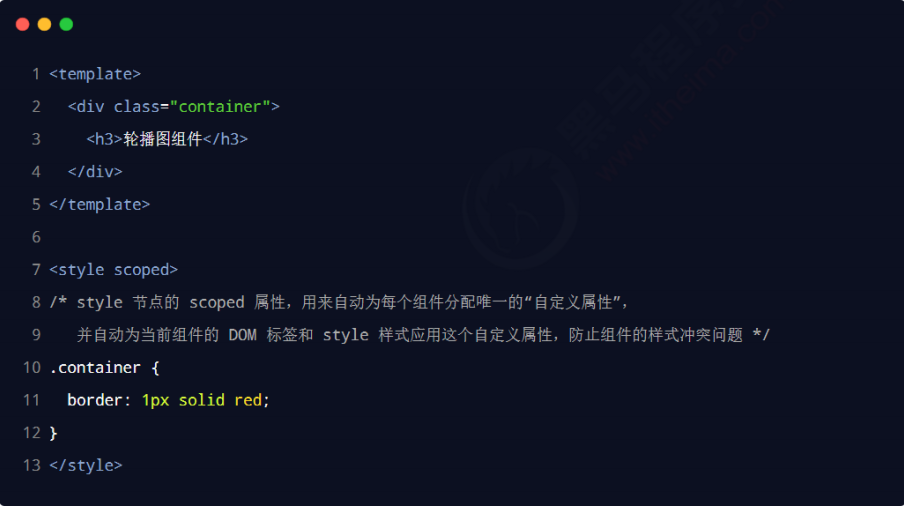 1 <template>
2 <div class="container">
3 <h3>轮播图组件</h3>
4 </div>
5 </template>
6
7 <style scoped>
8 /* style 节点的 scoped 属性，用来自动为每个组件分配唯一的“自定义属性”，
9 并自动为当前组件的 DOM 标签和 style 样式应用这个自定义属性，防止组件的样式冲突问题 */
10 .container {
11 border: 1px solid red;
12 }
13 </style>